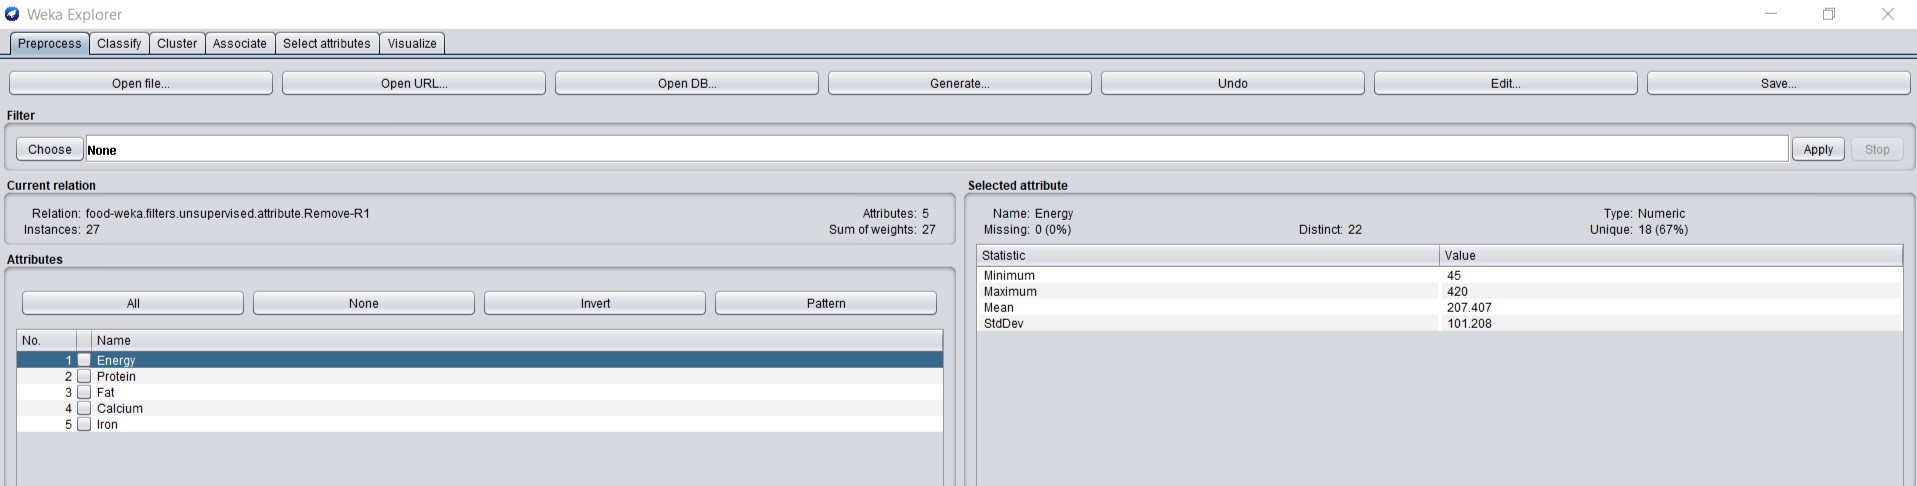 Weka Explorer
Preprocess Classify Cluster Associate Select attributes Visualize
Open file... Open URL... Open DB... Generate... Undo Edit... Save...
Filter
Choose None Apply Stop
Current relation
Relation: food-weka.filters.unsupervised.attribute.Remove-R1 Attributes: 5
Instances: 27 Sum of weights: 27
Attributes
All None Invert Pattern
No. Name
1 Energy
2 Protein
3 Fat
4 Calcium
5 Iron
Selected attribute
Name: Energy Type: Numeric
Missing: 0 (0%) Distinct: 22 Unique: 18 (67%)
Statistic Value
Minimum 45
Maximum 420
Mean 207.407
StdDev 101.208